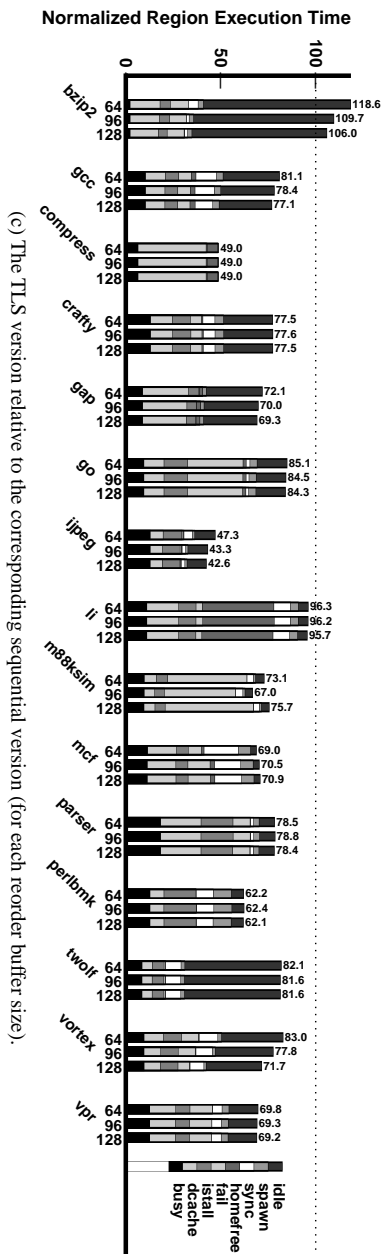 Normalized Region Execution Time
0
50
100
bzip2
64 118.6
96 109.7
128 106.0
gcc
64 81.1
96 78.4
128 77.1
compress
64 49.0
96 49.0
128 49.0
crafty
64 77.5
96 77.6
128 77.5
gap
64 72.1
96 70.0
128 69.3
go
64 85.1
96 84.5
128 84.3
ijpeg
64 47.3
96 43.3
128 42.6
li
64 96.3
96 96.2
128 95.7
m88ksim
64 73.1
96 67.0
128 75.7
mcf
64 69.0
96 70.5
128 70.9
parser
64 78.5
96 78.8
128 78.4
perlbmk
64 62.2
96 62.4
128 62.1
twolf
64 82.1
96 81.6
128 81.6
vortex
64 83.0
96 77.8
128 71.7
vpr
64 69.8
96 69.3
128 69.2
idle
spawn
sync
homefree
fail
istall
dcache
busy
(c) The TLS version relative to the corresponding sequential version (for each reorder buffer size).